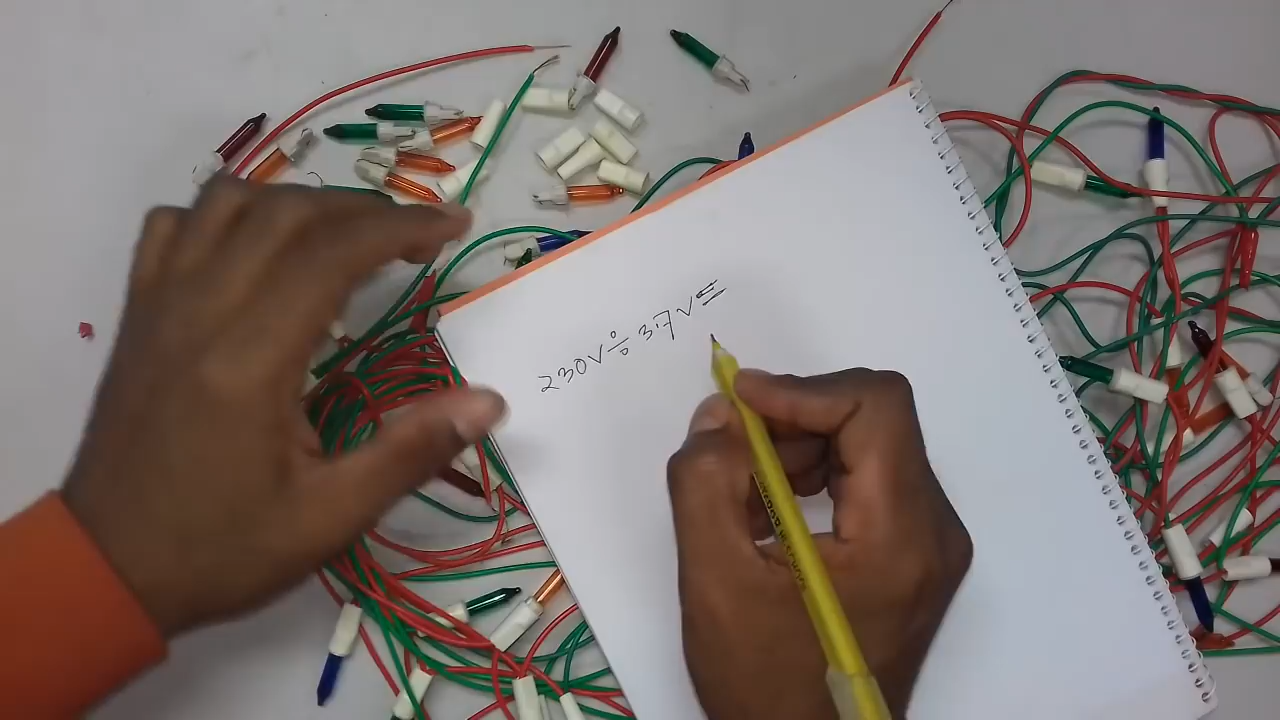 230V ÷ 3.7V =